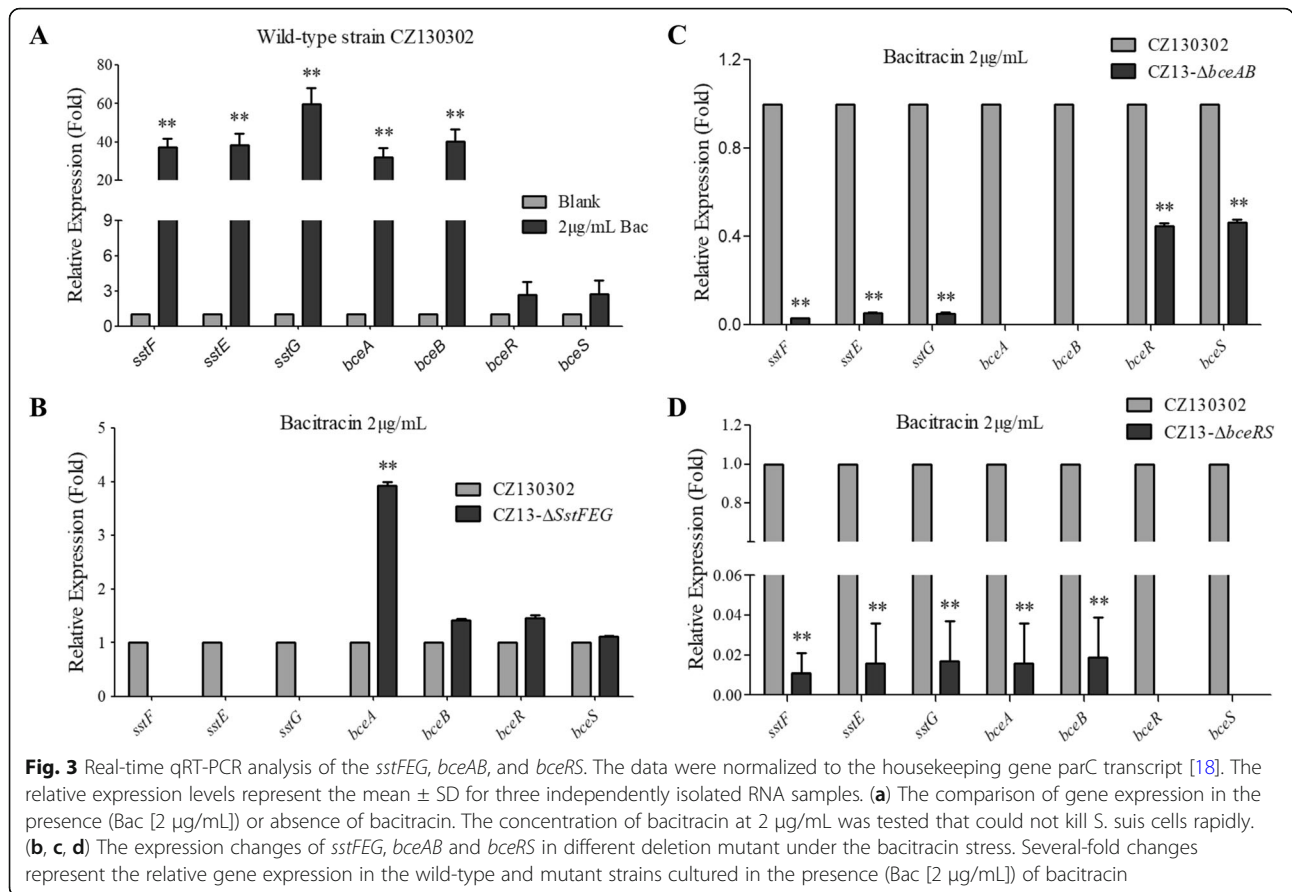 A
Wild-type strain CZ130302
Relative Expression (Fold)
80
60
40
20
9
6
3
0
** ** ** ** **
Blank
2μg/mL Bac
sstF sstE sstG bceA bceB bceR bceS
B
Bacitracin 2μg/mL
Relative Expression (Fold)
5
4
3
2
1
0
**
CZ130302
CZ13-ΔSstFEG
sstF sstE sstG bceA bceB bceR bceS
C
Bacitracin 2μg/mL
CZ130302
CZ13-ΔbceAB
Relative Expression (Fold)
1.2
0.8
0.4
0.0
** ** ** ** **
sstF sstE sstG bceA bceB bceR bceS
D
Bacitracin 2μg/mL
CZ130302
CZ13-ΔbceRS
Relative Expression (Fold)
1.2
1.0
0.8
0.06
0.04
0.02
0.00
** ** ** ** **
sstF sstE sstG bceA bceB bceR bceS
Fig. 3 Real-time qRT-PCR analysis of the sstFEG, bceAB, and bceRS. The data were normalized to the housekeeping gene parC transcript [18]. The
relative expression levels represent the mean ± SD for three independently isolated RNA samples. (a) The comparison of gene expression in the
presence (Bac [2 μg/mL]) or absence of bacitracin. The concentration of bacitracin at 2 μg/mL was tested that could not kill S. suis cells rapidly.
(b, c, d) The expression changes of sstFEG, bceAB and bceRS in different deletion mutant under the bacitracin stress. Several-fold changes
represent the relative gene expression in the wild-type and mutant strains cultured in the presence (Bac [2 μg/mL]) of bacitracin